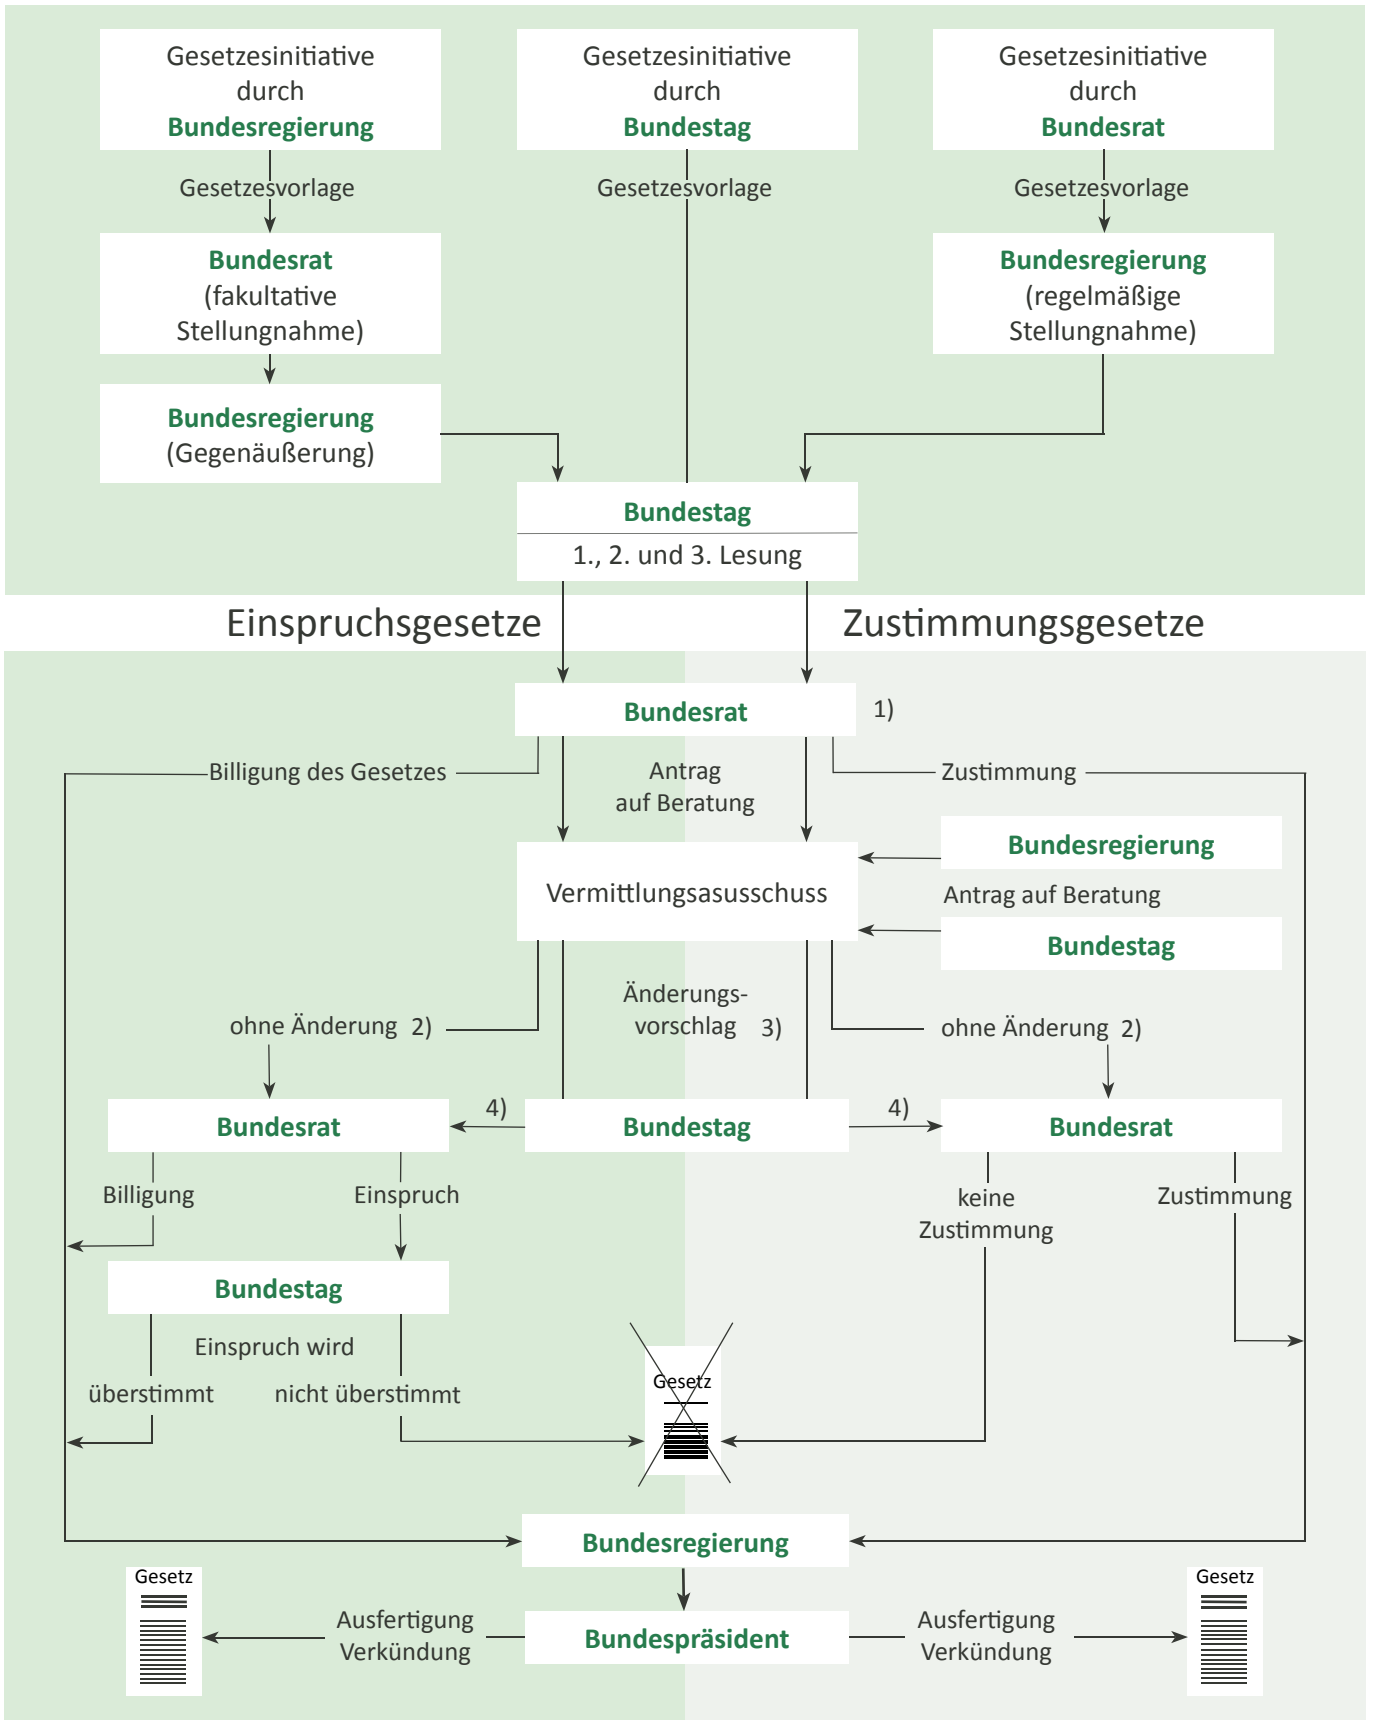 Gesetzesinitiative
durch
Bundesregierung
Gesetzesinitiative
durch
Bundestag
Gesetzesinitiative
durch
Bundesrat
Gesetzesvorlage
Gesetzesvorlage
Gesetzesvorlage
Bundesrat
(fakultative
Stellungnahme)
Bundesregierung
(regelmäßige
Stellungnahme)
Bundesregierung
(Gegenäußerung)
Bundestag
1., 2. und 3. Lesung
Einspruchsgesetze
Zustimmungsgesetze
Bundesrat
1)
Billigung des Gesetzes
Antrag
auf Beratung
Zustimmung
Bundesregierung
Vermittlungsasusschuss
Antrag auf Beratung
Bundestag
Änderungs-
vorschlag 3)
ohne Änderung 2)
ohne Änderung 2)
Bundesrat
4)
Bundestag
4)
Bundesrat
Billigung
Einspruch
keine
Zustimmung
Zustimmung
Bundestag
Einspruch wird
überstimmt
nicht überstimmt
Gesetz
Bundesregierung
Gesetz
Ausfertigung
Verkündung
Bundespräsident
Ausfertigung
Verkündung
Gesetz